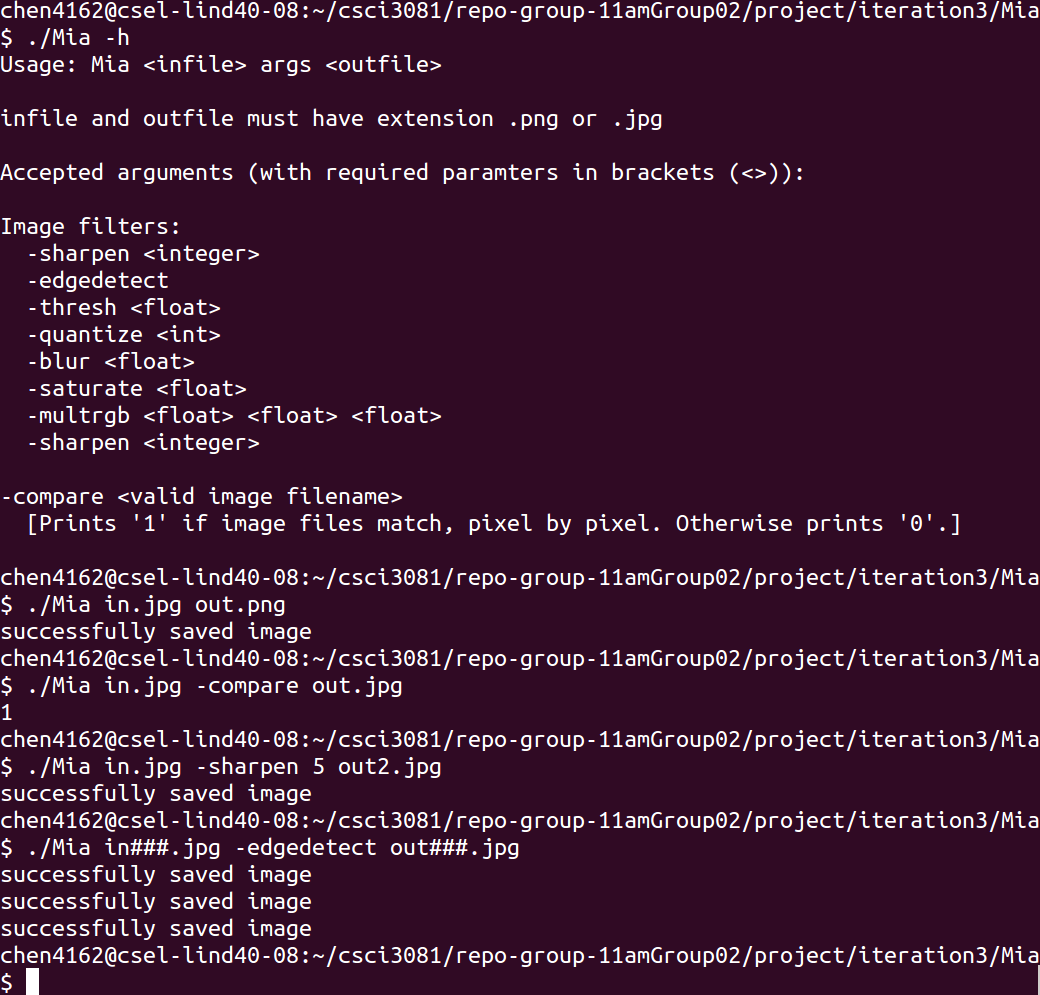 chen4162@csel-lind40-08:~/csci3081/repo-group-11amGroup02/project/iteration3/Mia
$ ./Mia -h
Usage: Mia <infile> args <outfile>

infile and outfile must have extension .png or .jpg

Accepted arguments (with required paramters in brackets (<>)):

Image filters:
  -sharpen <integer>
  -edgedetect
  -thresh <float>
  -quantize <int>
  -blur <float>
  -saturate <float>
  -multrgb <float> <float> <float>
  -sharpen <integer>

-compare <valid image filename>
  [Prints '1' if image files match, pixel by pixel. Otherwise prints '0'.]

chen4162@csel-lind40-08:~/csci3081/repo-group-11amGroup02/project/iteration3/Mia
$ ./Mia in.jpg out.png
successfully saved image
chen4162@csel-lind40-08:~/csci3081/repo-group-11amGroup02/project/iteration3/Mia
$ ./Mia in.jpg -compare out.jpg
1
chen4162@csel-lind40-08:~/csci3081/repo-group-11amGroup02/project/iteration3/Mia
$ ./Mia in.jpg -sharpen 5 out2.jpg
successfully saved image
chen4162@csel-lind40-08:~/csci3081/repo-group-11amGroup02/project/iteration3/Mia
$ ./Mia in###.jpg -edgedetect out###.jpg
successfully saved image
successfully saved image
successfully saved image
chen4162@csel-lind40-08:~/csci3081/repo-group-11amGroup02/project/iteration3/Mia
$